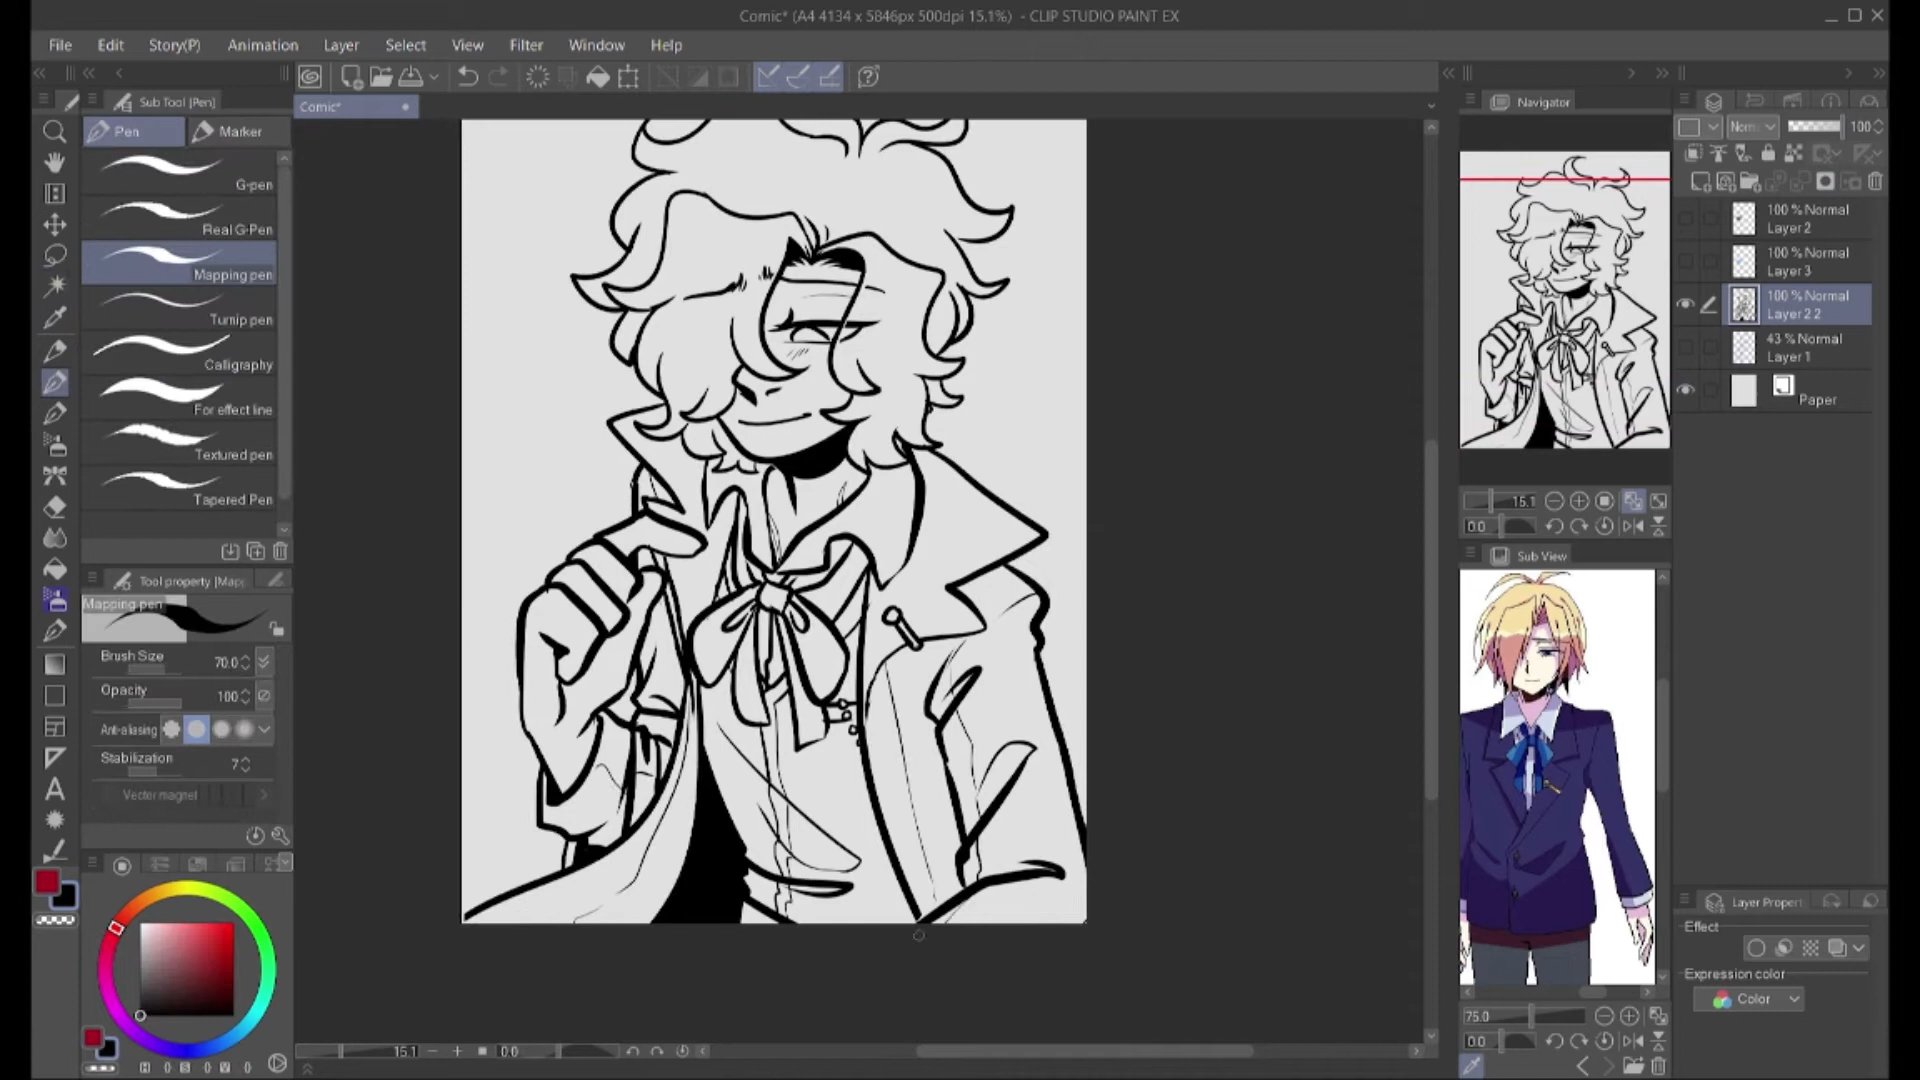 Comic* (A4 4134 x 5846px 500dpi 15.1%) - CLIP STUDIO PAINT EX
File Edit Story(P) Animation Layer Select View Filter Window Help
Sub Tool [Pen]
Comic*
Pen Marker
G-pen
Real G-Pen
Mapping pen
Turnip pen
Calligraphy
For effect line
Textured pen
Tapered Pen
Tool property [Mapp
Mapping pen
Brush Size 70.0
Opacity 100
Anti-aliasing
Stabilization 7
Vector magnet
H 0 S 0 V 0
15.1 0.0
Navigator
15.1
0.0
Sub View
75.0
0.0
Norm 100
100 % Normal
Layer 2
100 % Normal
Layer 3
100 % Normal
Layer 2 2
43 % Normal
Layer 1
Paper
Layer Propert
Effect
Expression color
Color